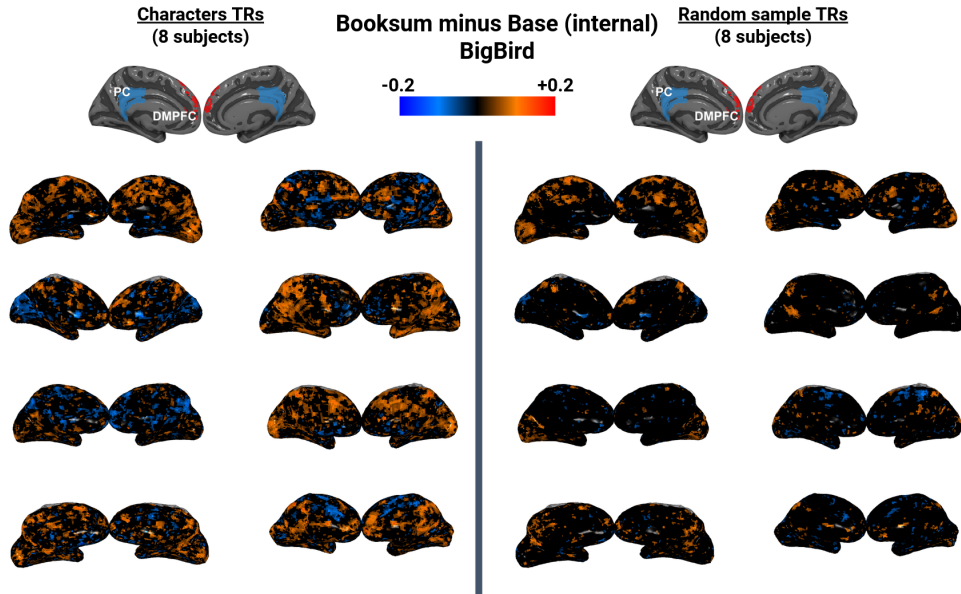 Characters TRs
(8 subjects)
Booksum minus Base (internal)
BigBird
Random sample TRs
(8 subjects)
-0.2
+0.2
PC
DMPFC
PC
DMPFC